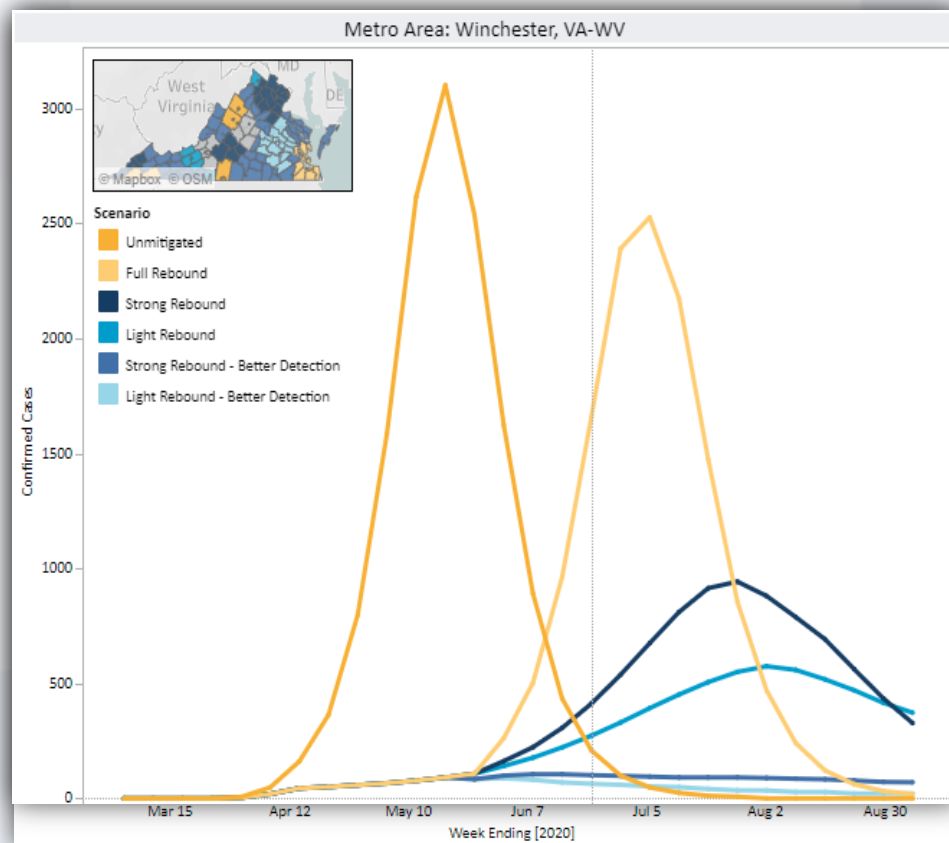 Metro Area: Winchester, VA-WV
MD
West
Virginia
DE
© Mapbox © OSM
Scenario
Unmitigated
Full Rebound
Strong Rebound
Light Rebound
Strong Rebound - Better Detection
Light Rebound - Better Detection
Confirmed Cases
3000
2500
2000
1500
1000
500
0
Mar 15
Apr 12
May 10
Jun 7
Jul 5
Aug 2
Aug 30
Week Ending [2020]